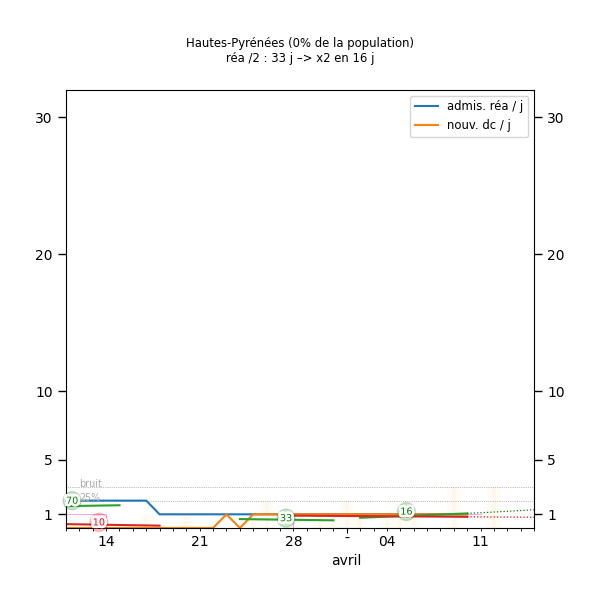 Hautes-Pyrénées (0% de la population)
réa /2 : 33 j –> x2 en 16 j
admis. réa / j
nouv. dc / j
30 30
20 20
10 10
5 5
bruit
25%
70
10
33
16
1 1
14 21 28 - 04 11
avril